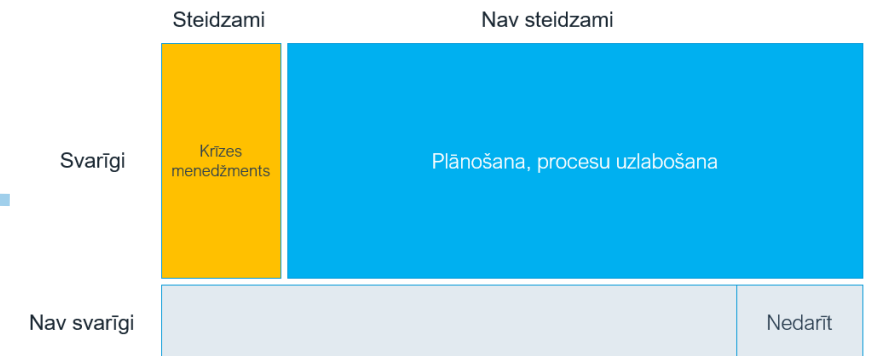 Steidzami
Nav steidzami
Svarīgi
Krīzes
menedžments
Plānošana, procesu uzlabošana
Nav svarīgi
Nedarīt